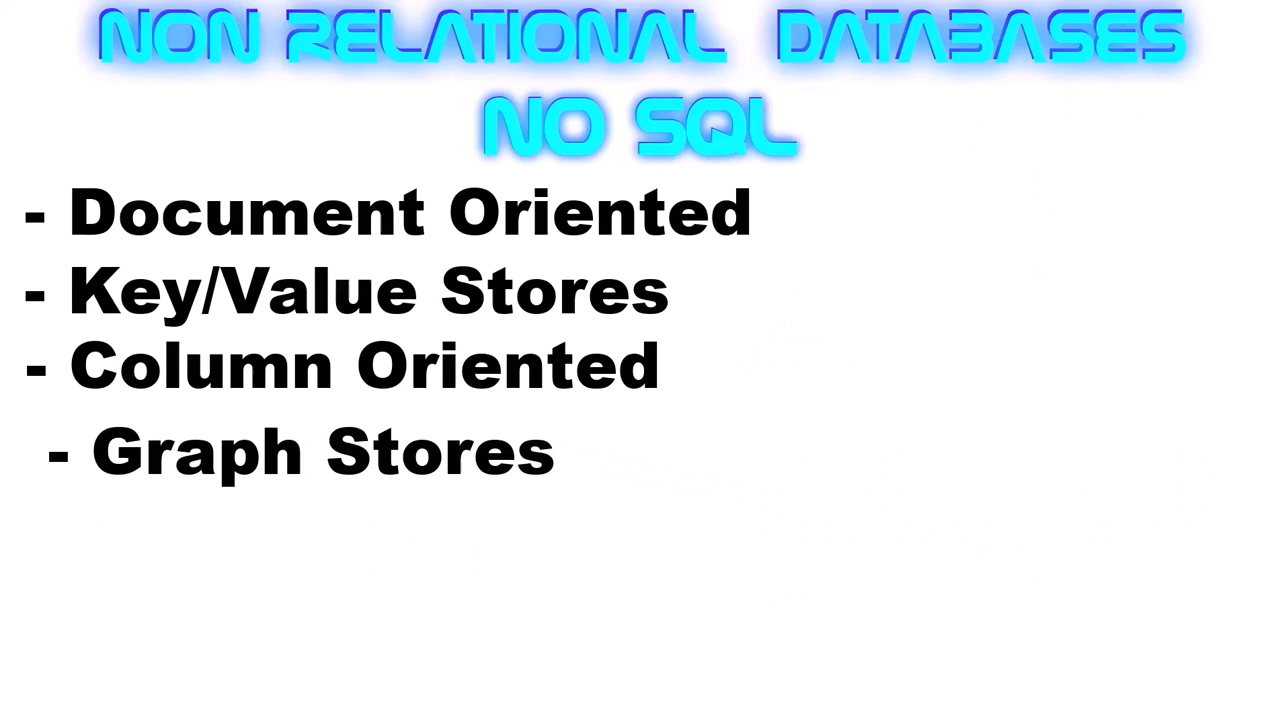 NON RELATIONAL DATABASES
NO SQL
- Document Oriented
- Key/Value Stores
- Column Oriented
- Graph Stores